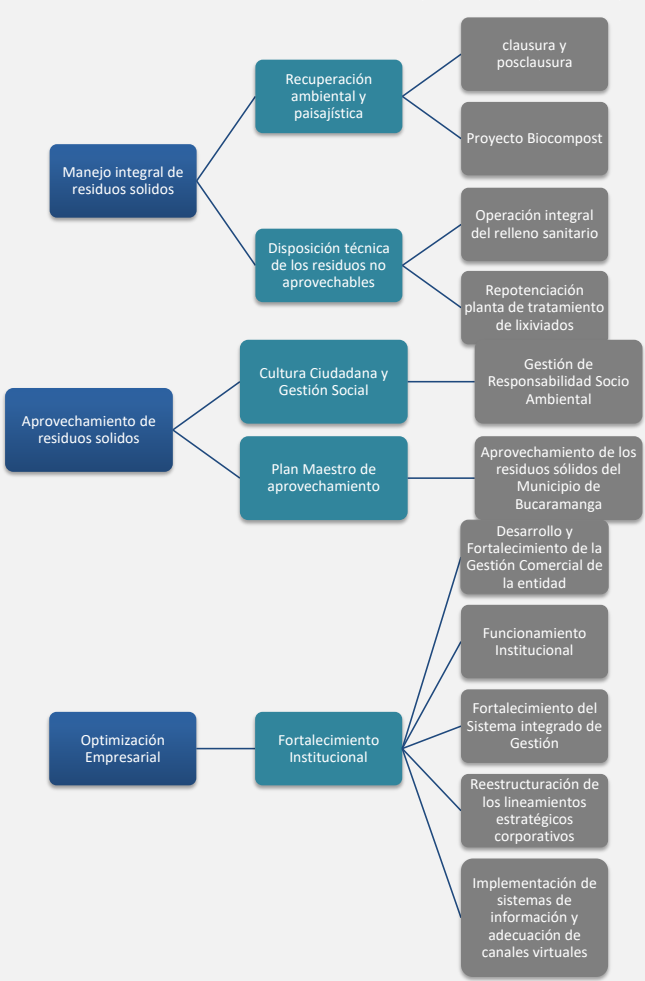 Manejo integral de
residuos solidos
Recuperación
ambiental y
paisajística
clausura y
posclausura
Proyecto Biocompost
Disposición técnica
de los residuos no
aprovechables
Operación integral
del relleno sanitario
Repotenciación
planta de tratamiento
de lixiviados
Aprovechamiento de
residuos solidos
Cultura Ciudadana y
Gestión Social
Gestión de
Responsabilidad Socio
Ambiental
Plan Maestro de
aprovechamiento
Aprovechamiento de los
residuos sólidos del
Municipio de
Bucaramanga
Optimización
Empresarial
Fortalecimiento
Institucional
Desarrollo y
Fortalecimiento de la
Gestión Comercial de
la entidad
Funcionamiento
Institucional
Fortalecimiento del
Sistema integrado de
Gestión
Reestructuración de
los lineamientos
estratégicos
corporativos
Implementación de
sistemas de
información y
adecuación de
canales virtuales